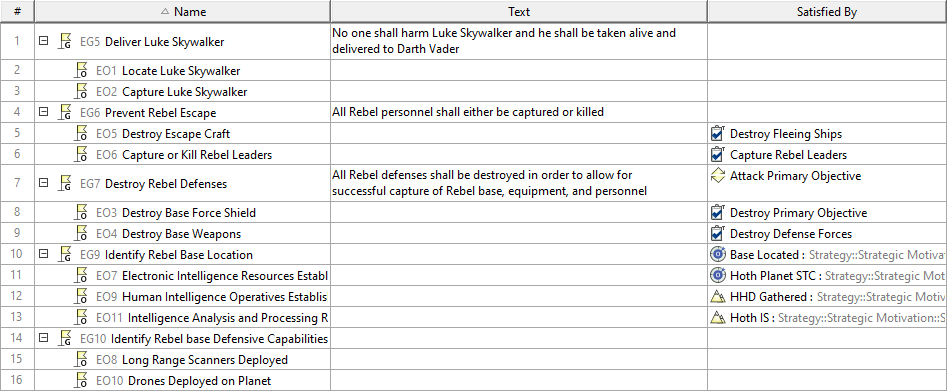 # Name Text Satisfied By
1 EG5 Deliver Luke Skywalker No one shall harm Luke Skywalker and he shall be taken alive and
delivered to Darth Vader
2 EO1 Locate Luke Skywalker
3 EO2 Capture Luke Skywalker
4 EG6 Prevent Rebel Escape All Rebel personnel shall either be captured or killed
5 EO5 Destroy Escape Craft Destroy Fleeing Ships
6 EO6 Capture or Kill Rebel Leaders Capture Rebel Leaders
7 EG7 Destroy Rebel Defenses All Rebel defenses shall be destroyed in order to allow for
successful capture of Rebel base, equipment, and personnel Attack Primary Objective
8 EO3 Destroy Base Force Shield Destroy Primary Objective
9 EO4 Destroy Base Weapons Destroy Defense Forces
10 EG9 Identify Rebel Base Location Base Located : Strategy::Strategic Motiva
11 EO7 Electronic Intelligence Resources Establ Hoth Planet STC : Strategy::Strategic Mot
12 EO9 Human Intelligence Operatives Establis HHD Gathered : Strategy::Strategic Motiv
13 EO11 Intelligence Analysis and Processing R Hoth IS : Strategy::Strategic Motivation::S
14 EG10 Identify Rebel base Defensive Capabilities
15 EO8 Long Range Scanners Deployed
16 EO10 Drones Deployed on Planet